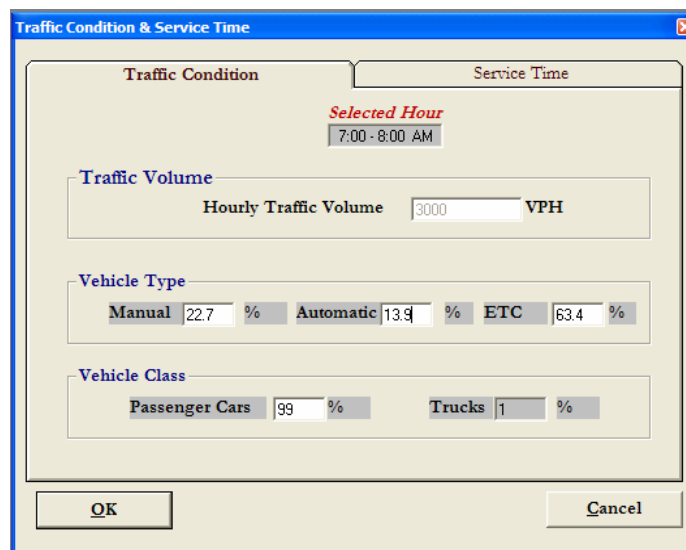 Traffic Condition & Service Time
Traffic Condition Service Time
Selected Hour
7:00 - 8:00 AM
Traffic Volume
Hourly Traffic Volume 3000 VPH
Vehicle Type
Manual 22.7 % Automatic 13.9 % ETC 63.4 %
Vehicle Class
Passenger Cars 99 % Trucks 1 %
OK Cancel